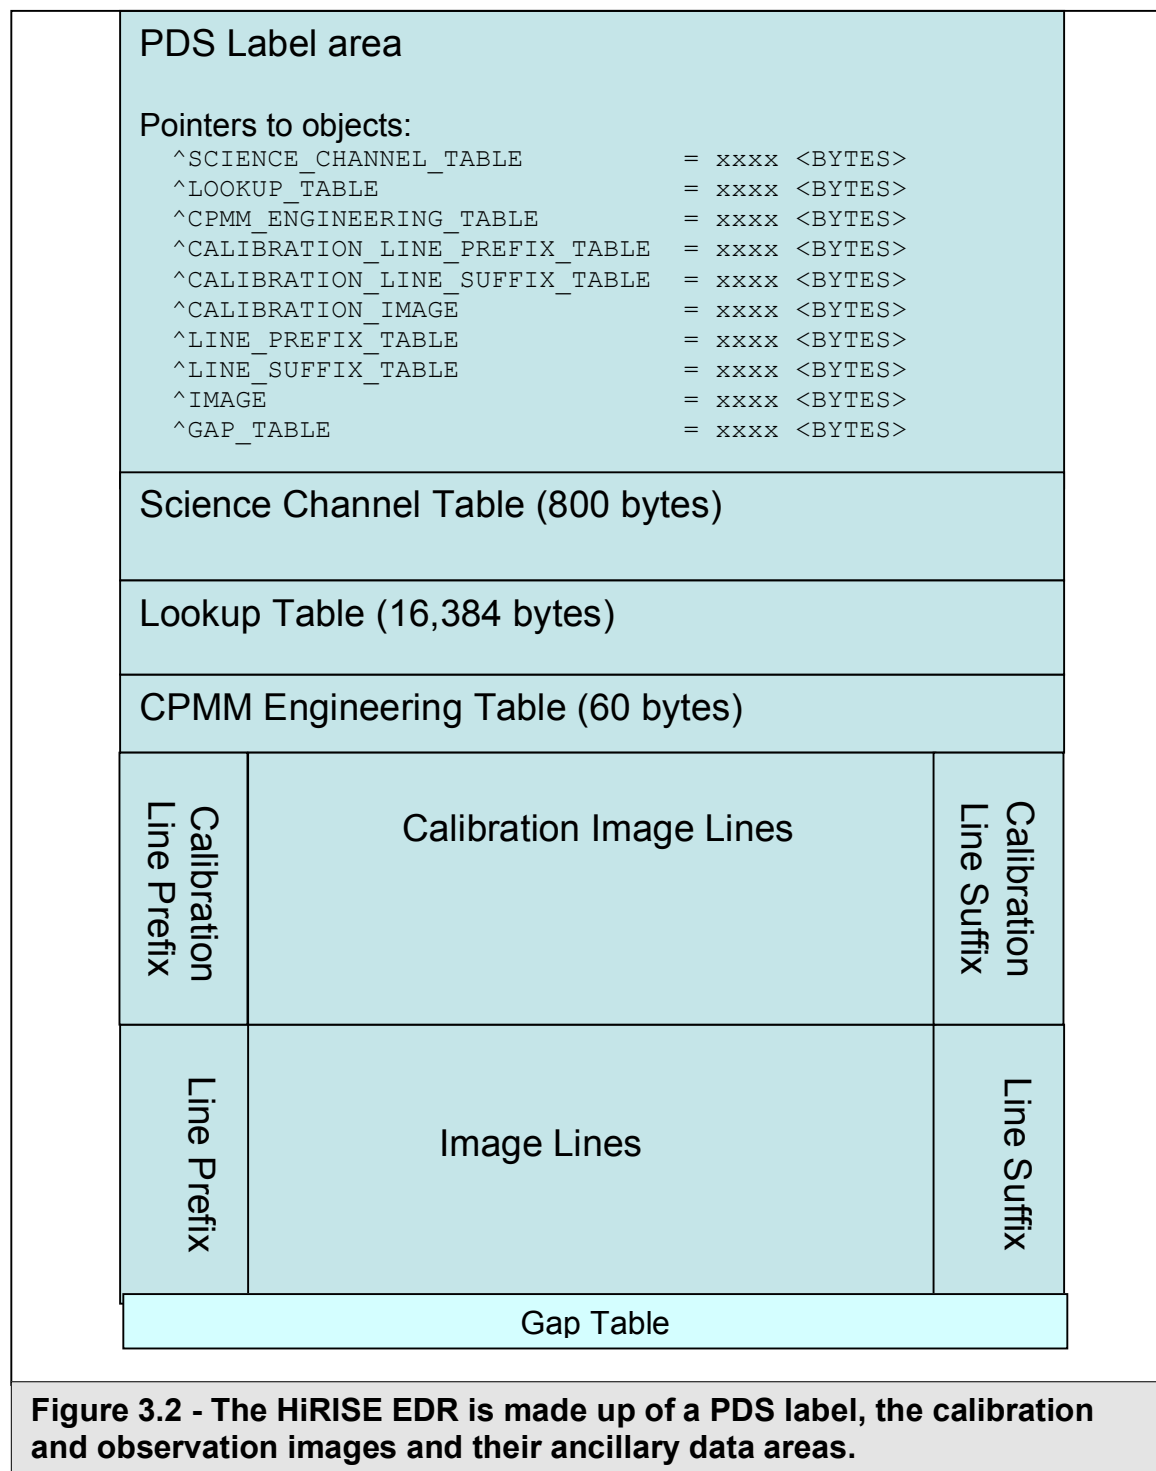 PDS Label area
Pointers to objects:
^SCIENCE_CHANNEL_TABLE = xxxx <BYTES>
^LOOKUP_TABLE = xxxx <BYTES>
^CPMM_ENGINEERING_TABLE = xxxx <BYTES>
^CALIBRATION_LINE_PREFIX_TABLE = xxxx <BYTES>
^CALIBRATION_LINE_SUFFIX_TABLE = xxxx <BYTES>
^CALIBRATION_IMAGE = xxxx <BYTES>
^LINE_PREFIX_TABLE = xxxx <BYTES>
^LINE_SUFFIX_TABLE = xxxx <BYTES>
^IMAGE = xxxx <BYTES>
^GAP_TABLE = xxxx <BYTES>
Science Channel Table (800 bytes)
Lookup Table (16,384 bytes)
CPMM Engineering Table (60 bytes)
Calibration
Line Prefix
Calibration Image Lines
Calibration
Line Suffix
Line Prefix
Image Lines
Line Suffix
Gap Table
Figure 3.2 - The HiRISE EDR is made up of a PDS label, the calibration
and observation images and their ancillary data areas.